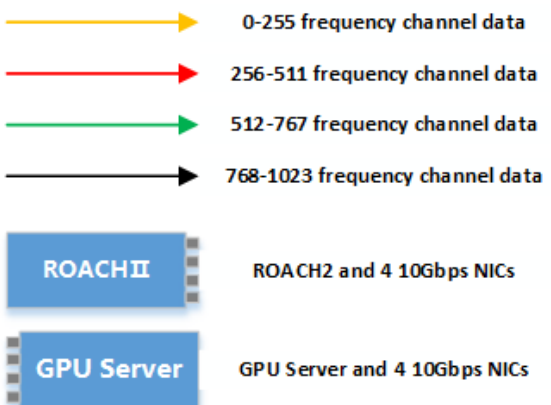 0-255 frequency channel data
256-511 frequency channel data
512-767 frequency channel data
768-1023 frequency channel data
ROACHII ROACH2 and 4 10Gbps NICs
GPU Server GPU Server and 4 10Gbps NICs